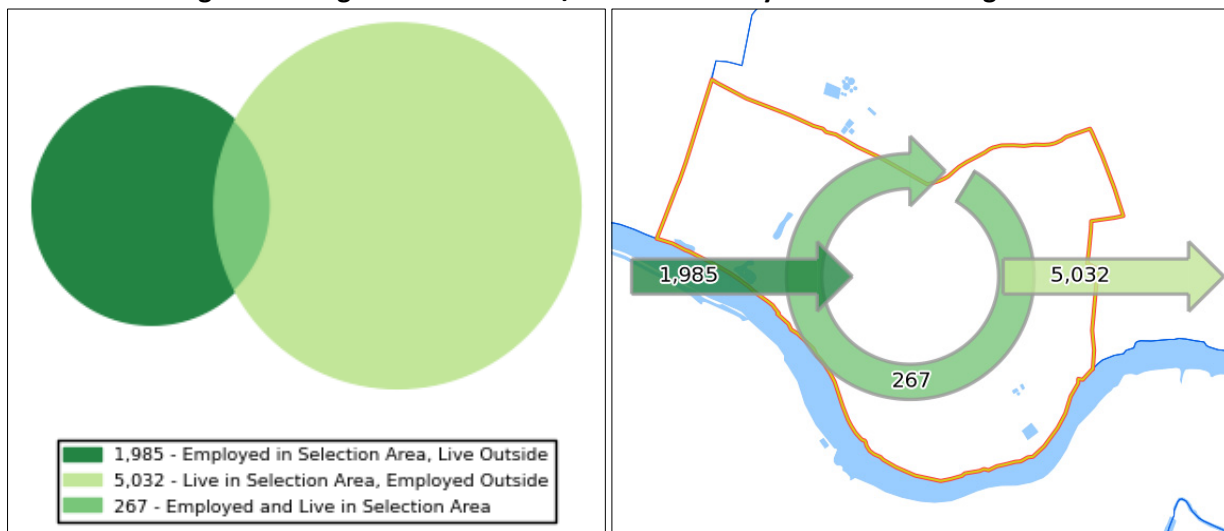 1,985 - Employed in Selection Area, Live Outside
5,032 - Live in Selection Area, Employed Outside
267 - Employed and Live in Selection Area
1,985
5,032
267